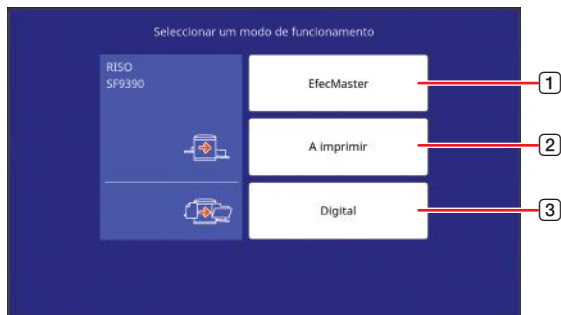 Seleccionar um modo de funcionamento
RISO
SF9390
EfecMaster
1
A imprimir
2
Digital
3